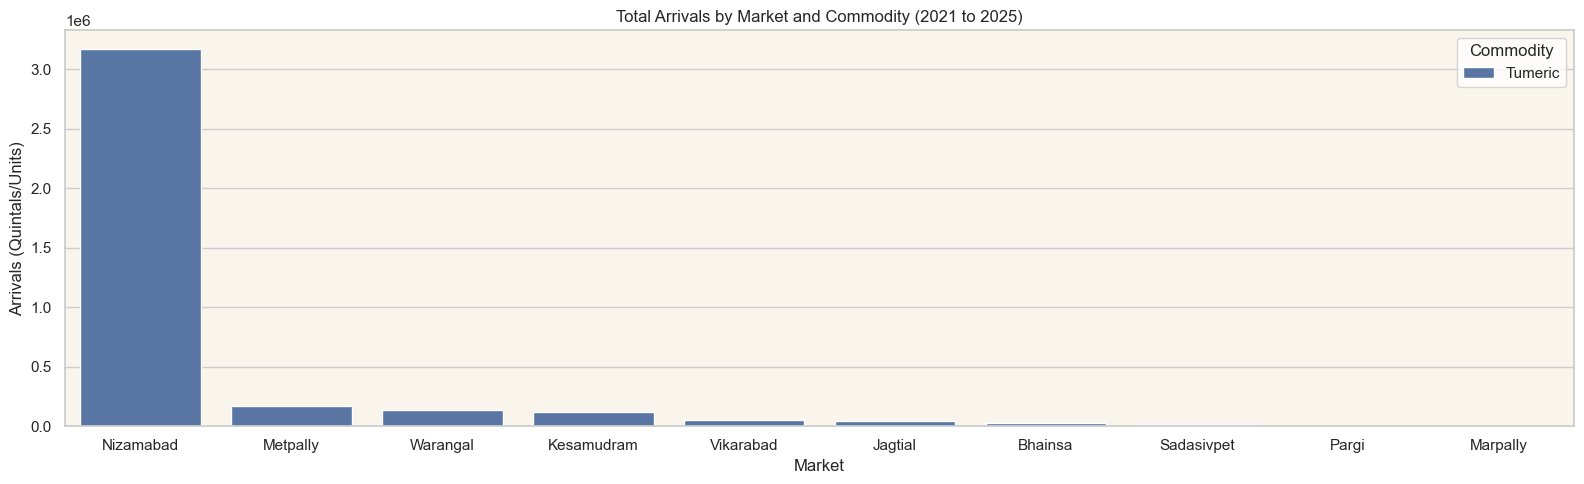 Total Arrivals by Market and Commodity (2021 to 2025)
1e6
Commodity
Tumeric
3.0
2.5
2.0
1.5
1.0
0.5
0.0
Arrivals (Quintals/Units)
Nizamabad Metpally Warangal Kesamudram Vikarabad Jagtial Bhainsa Sadasivpet Pargi Marpally
Market